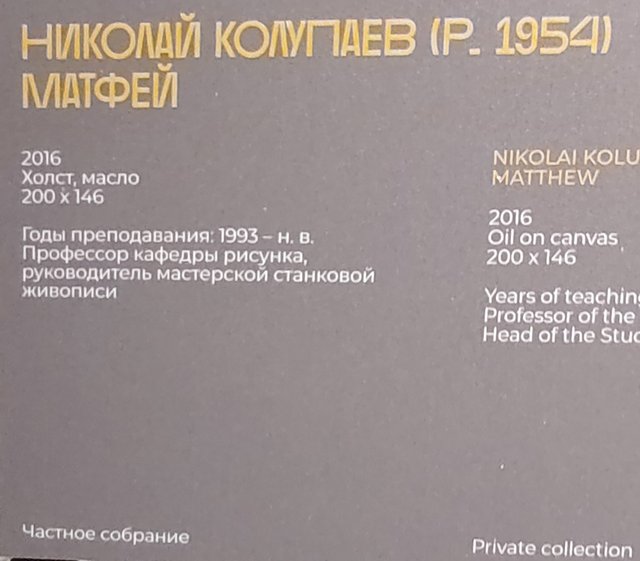 НИКОЛАЙ КОЛУПАЕВ (Р. 1954)
МАТФЕЙ
2016
Холст, масло
200 x 146
Годы преподавания: 1993 – н. в.
Профессор кафедры рисунка,
руководитель мастерской станковой
живописи
Частное собрание
NIKOLAI KOLU
MATTHEW
2016
Oil on canvas
200 x 146
Years of teaching
Professor of the
Head of the Stud
Private collection